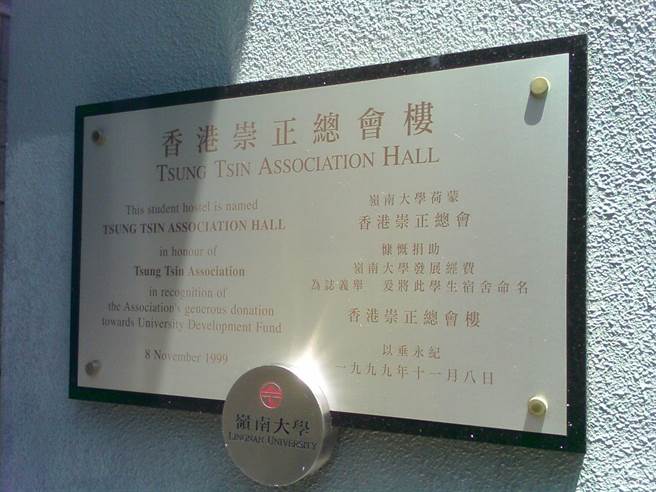 香港崇正總會樓
TSUNG TSIN ASSOCIATION HALL
This student hostel is named
TSUNG TSIN ASSOCIATION HALL
in honour of
Tsung Tsin Association
in recognition of
the Association's generous donation
towards University Development Fund
8 November 1999
嶺南大學荷蒙
香港崇正總會
慷慨捐助
嶺南大學發展經費
為誌義舉 爰將此學生宿舍命名
香港崇正總會樓
以垂永紀
一九九九年十一月八日
嶺南大學
LINGNAN UNIVERSITY